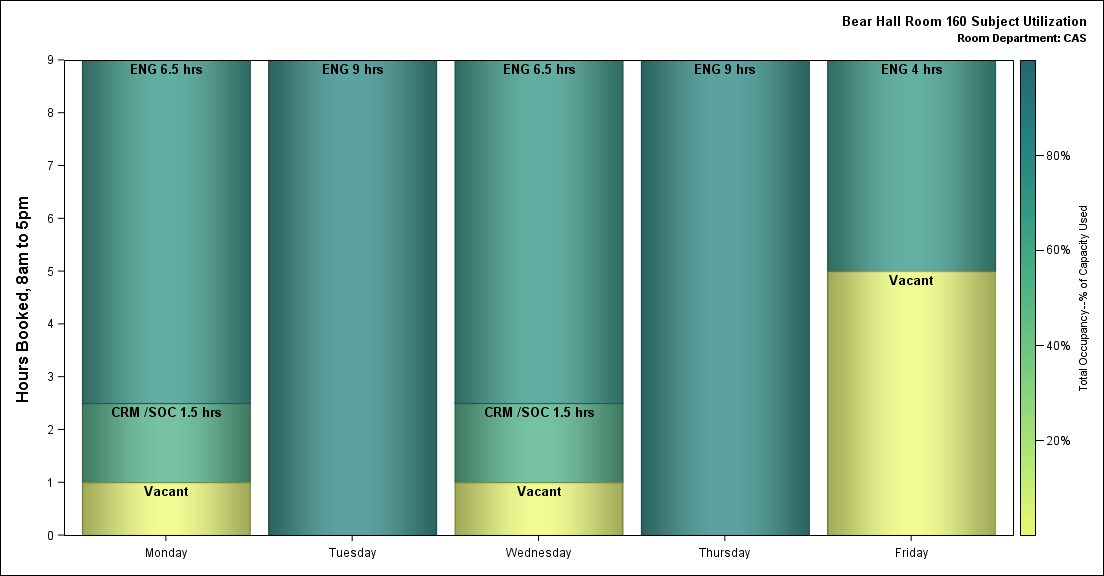 Bear Hall Room 160 Subject Utilization
Room Department: CAS
Hours Booked, 8am to 5pm
9
8
7
6
5
4
3
2
1
0
ENG 6.5 hrs
CRM /SOC 1.5 hrs
Vacant
ENG 9 hrs
ENG 6.5 hrs
CRM /SOC 1.5 hrs
Vacant
ENG 9 hrs
ENG 4 hrs
Vacant
Monday
Tuesday
Wednesday
Thursday
Friday
80%
60%
40%
20%
Total Occupancy--% of Capacity Used